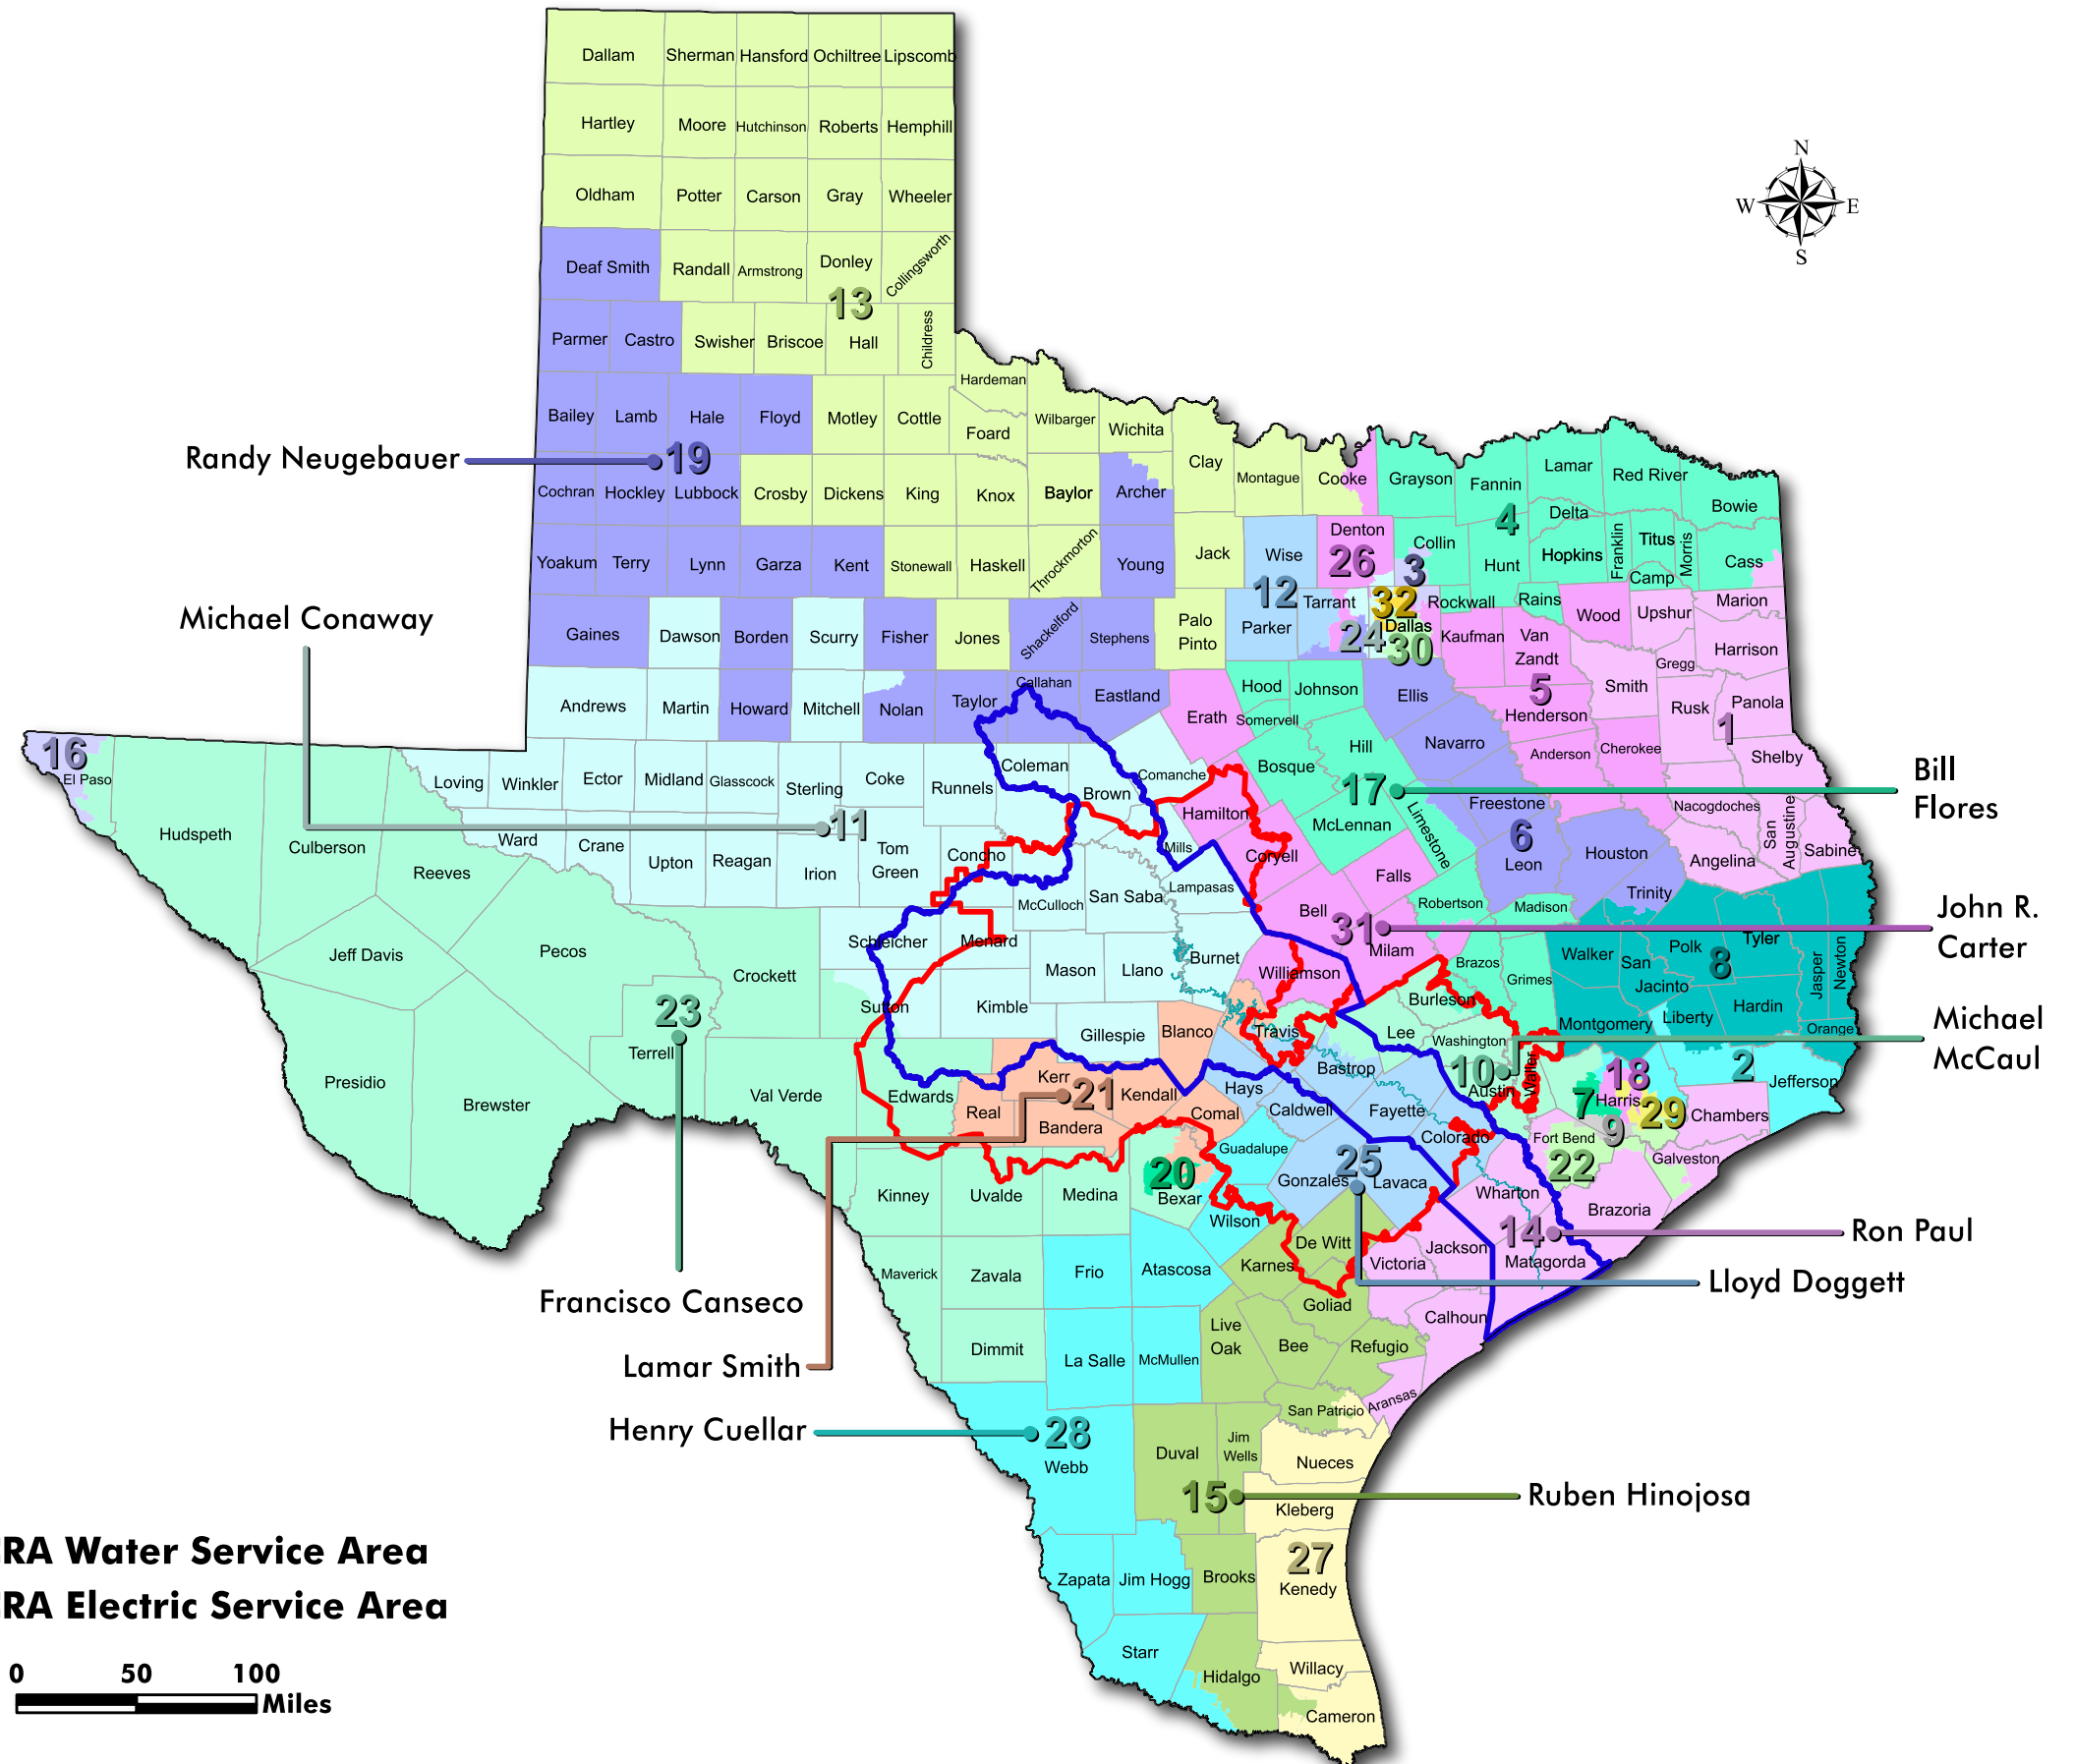 N
W E
S
Dallam Sherman Hansford Ochiltree Lipscomb
Hartley Moore Hutchinson Roberts Hemphill
Oldham Potter Carson Gray Wheeler
Deaf Smith Randall Armstrong Donley Collingsworth
13
Parmer Castro Swisher Briscoe Hall Childress
Hardeman
Bailey Lamb Hale Floyd Motley Cottle Foard Wilbarger Wichita
Randy Neugebauer 19
Clay Montague Cooke Grayson Fannin Lamar Red River Bowie
Cochran Hockley Lubbock Crosby Dickens King Knox Baylor Archer
4 Delta
Denton 26 Collin 3 Hunt Hopkins Franklin Titus Morris Cass
Camp
Yoakum Terry Lynn Garza Kent Stonewall Haskell Throckmorton Young Jack Wise
12 Tarrant 32 Rockwall Rains Wood Upshur Marion
Michael Conaway
Gaines Dawson Borden Scurry Fisher Jones Shackelford Stephens Palo
Pinto
Parker 24 Dallas 30 Kaufman Van
Zandt
Gregg Harrison
Andrews Martin Howard Mitchell Nolan Taylor Callahan Eastland Erath Hood Johnson Ellis
Somervell
5 Henderson Smith Rusk Panola 1
Navarro Anderson Cherokee Shelby
16
El Paso
Loving Winkler Ector Midland Glasscock Sterling Coke Runnels Coleman Brown Comanche Bosque Hill
17 Bill
Flores
Hamilton McLennan Limestone Freestone 6 Leon Nacogdoches San
Augustine
Sabine
Hudspeth Culberson Reeves Ward Crane Upton Reagan 11 Irion Tom
Green
Concho Mills Coryell Falls Houston Angelina
Trinity
McCulloch San Saba Lampasas Bell Robertson Madison
31 Milam John R.
Carter
Jeff Davis Pecos Crockett Schleicher Menard Mason Llano Burnet Williamson Brazos Grimes Walker San
Jacinto
Polk 8 Tyler Jasper Newton
Hardin
23
Terrell Sutton Kimble Gillespie Blanco Travis Burleson Lee Washington Montgomery Liberty Orange
Michael
McCaul
10 Austin Waller 18 7 Harris 9 29 2 Jefferson
Chambers
Presidio Brewster Val Verde Edwards Real Kerr 21 Kendall Bandera Comal Hays Bastrop Caldwell Fayette
Colorado Fort Bend 22 Galveston
Guadalupe 25 Gonzales Lavaca Wharton Brazoria
Kinney Uvalde Medina 20 Bexar Wilson
De Witt Karnes Victoria Jackson 14 Matagorda
Ron Paul
Lloyd Doggett
Maverick Zavala Frio Atascosa Goliad Calhoun
Francisco Canseco
Dimmit La Salle McMullen Live
Oak
Bee Refugio
Lamar Smith
San Patricio Aransas
Henry Cuellar 28
Webb Duval Jim
Wells
Nueces
15 Ruben Hinojosa
Kleberg
RA Water Service Area
27
Kenedy
Zapata Jim Hogg Brooks
RA Electric Service Area
Starr Hidalgo Willacy
0 50 100
Miles
Cameron